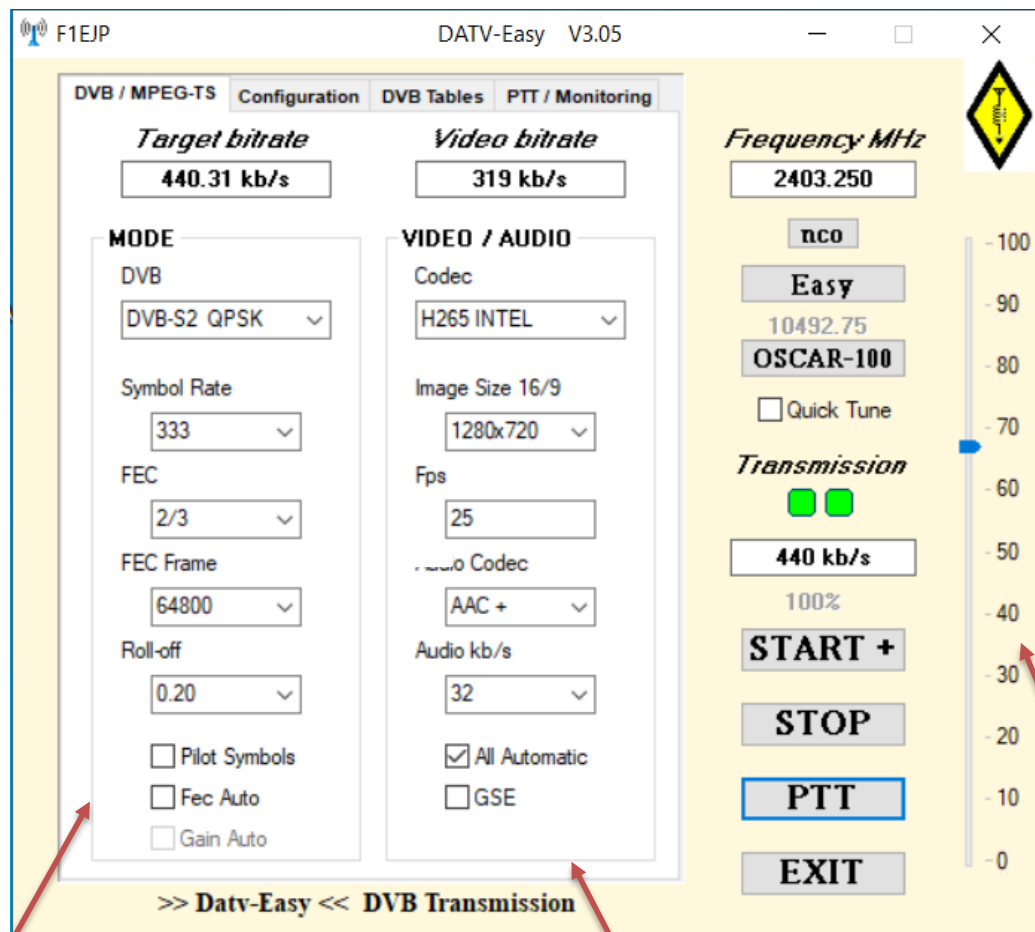 F1EJP DATV-Easy V3.05
DVB / MPEG-TS Configuration DVB Tables PTT / Monitoring
Target bitrate
440.31 kb/s
Video bitrate
319 kb/s
MODE
DVB
DVB-S2 QPSK
Symbol Rate
333
FEC
2/3
FEC Frame
64800
Roll-off
0.20
Pilot Symbols
Fec Auto
Gain Auto
VIDEO / AUDIO
Codec
H265 INTEL
Image Size 16/9
1280x720
Fps
25
Codec
AAC +
Audio kb/s
32
All Automatic
GSE
>> Datv-Easy << DVB Transmission
Frequency MHz
2403.250
nco
Easy
10492.75
OSCAR-100
Quick Tune
Transmission
440 kb/s
100%
START +
STOP
PTT
EXIT
100
90
80
70
60
50
40
30
20
10
0